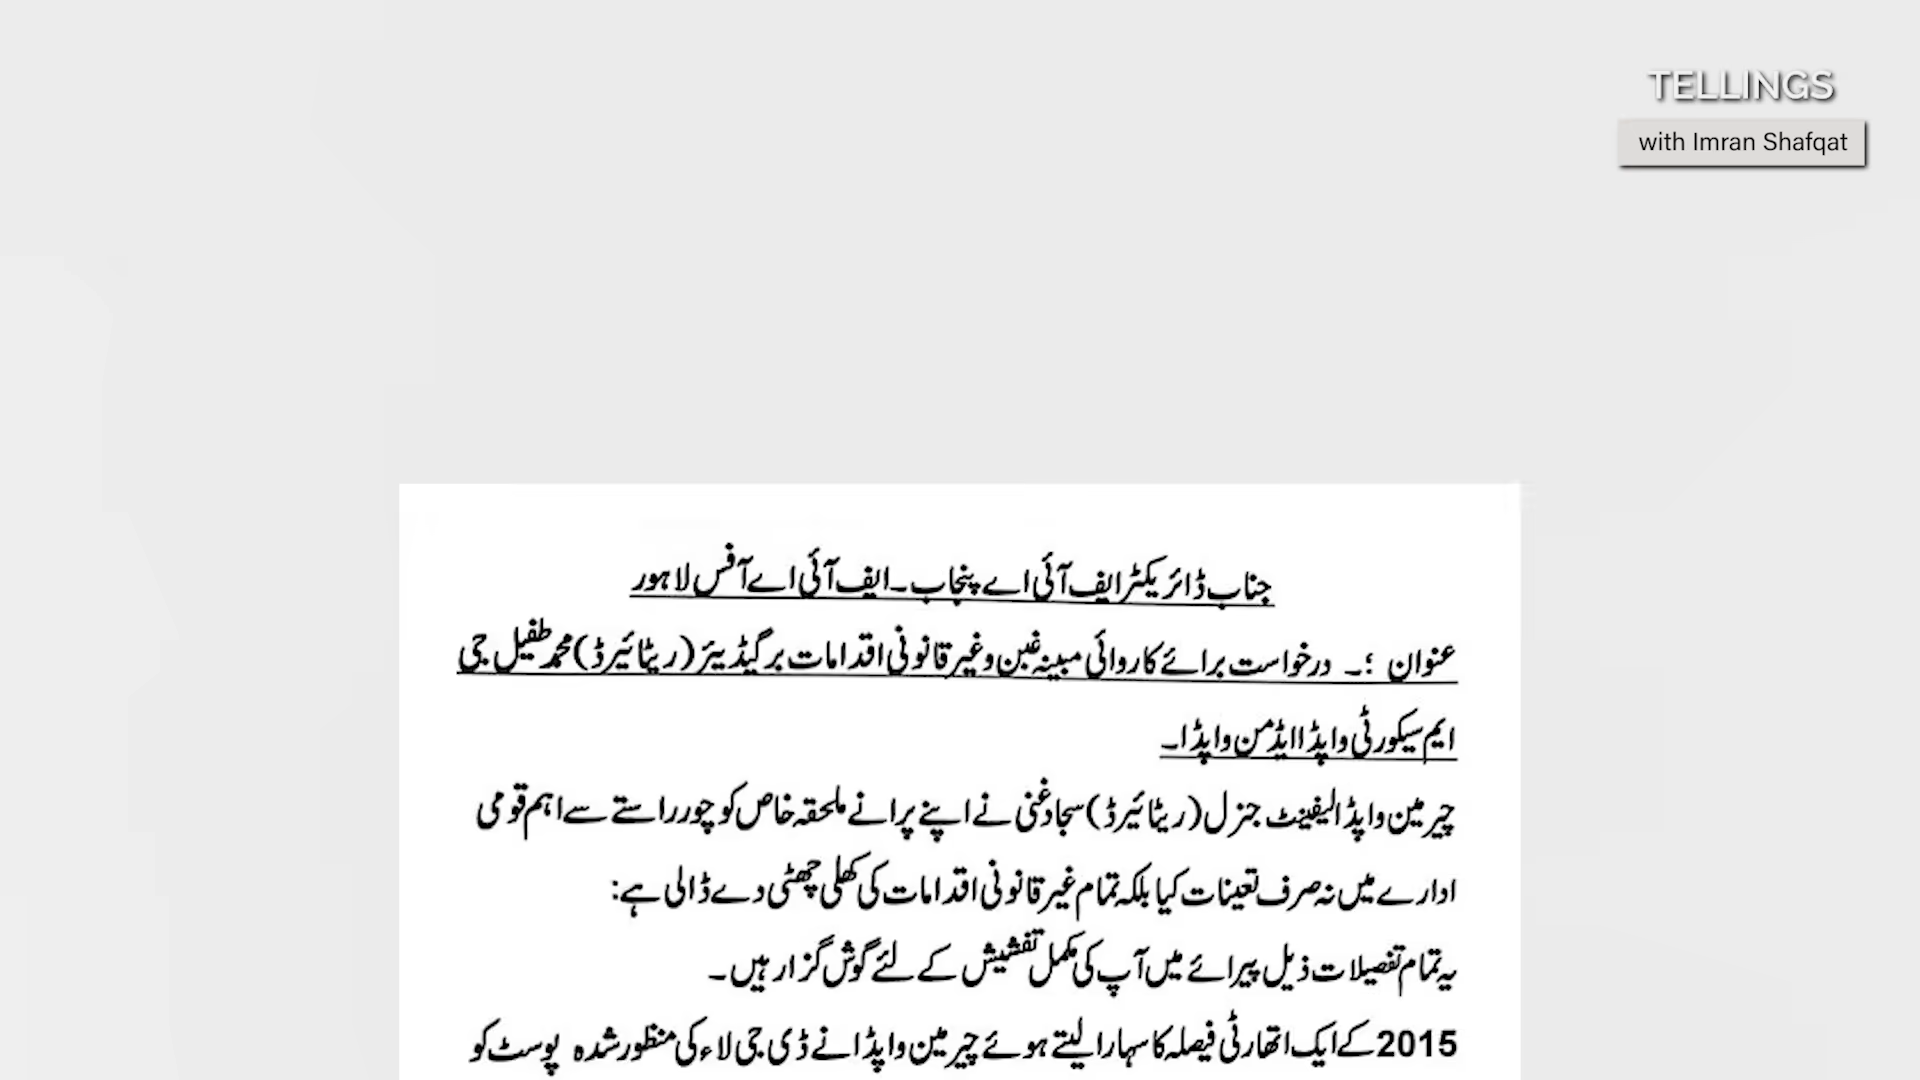 TELLINGS
with Imran Shafqat
جناب ڈائریکٹر ایف آئی اے پنجاب۔ ایف آئی اے آفس لاہور
عنوان ؛۔ درخواست برائے کاروائی مبینہ غبن و غیر قانونی اقدامات برگیڈیئر (ریٹائیرڈ) محمد طفیل جی
ایم سیکورٹی واپڈا ایڈمن واپڈا۔
چیرمین واپڈا لیفینٹ جنرل (ریٹائیرڈ) سجاد غنی نے اپنے پرانے ملحقہ خاص کو چور راستے سے اہم قومی
ادارے میں نہ صرف تعینات کیا بلکہ تمام غیر قانونی اقدامات کی کھلی چھٹی دے ڈالی ہے:
یہ تمام تفصیلات ذیل پیرائے میں آپ کی مکمل تفشیش کے لئے گوش گزار ہیں۔
2015 کے ایک اتھارٹی فیصلہ کا سہارا لیتے ہوئے چیرمین واپڈا نے ڈی جی لاء کی منظور شدہ پوسٹ کو